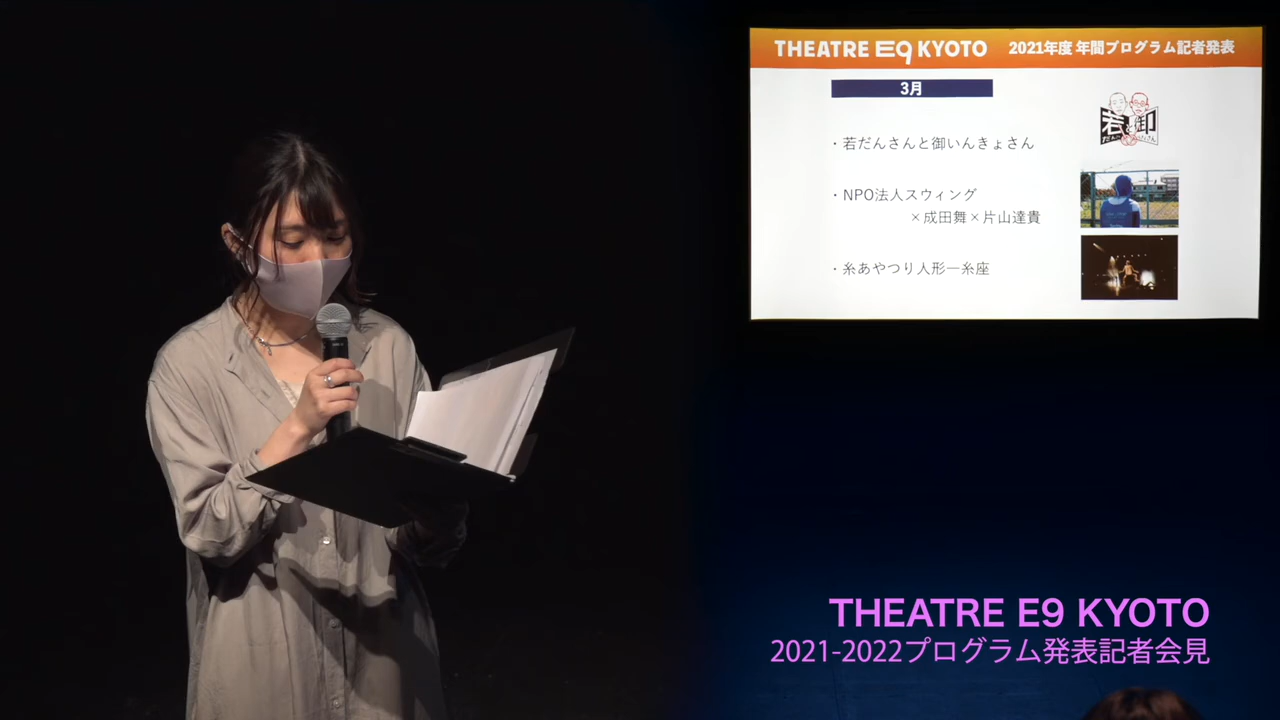 THEATRE E9 KYOTO 2021年度 年間プログラム記者発表
3月
・若だんさんと御いんきょさん
・NPO法人スウィング
×成田舞×片山達貴
・糸あやつり人形一糸座
若と御
THEATRE E9 KYOTO
2021-2022プログラム発表記者会見